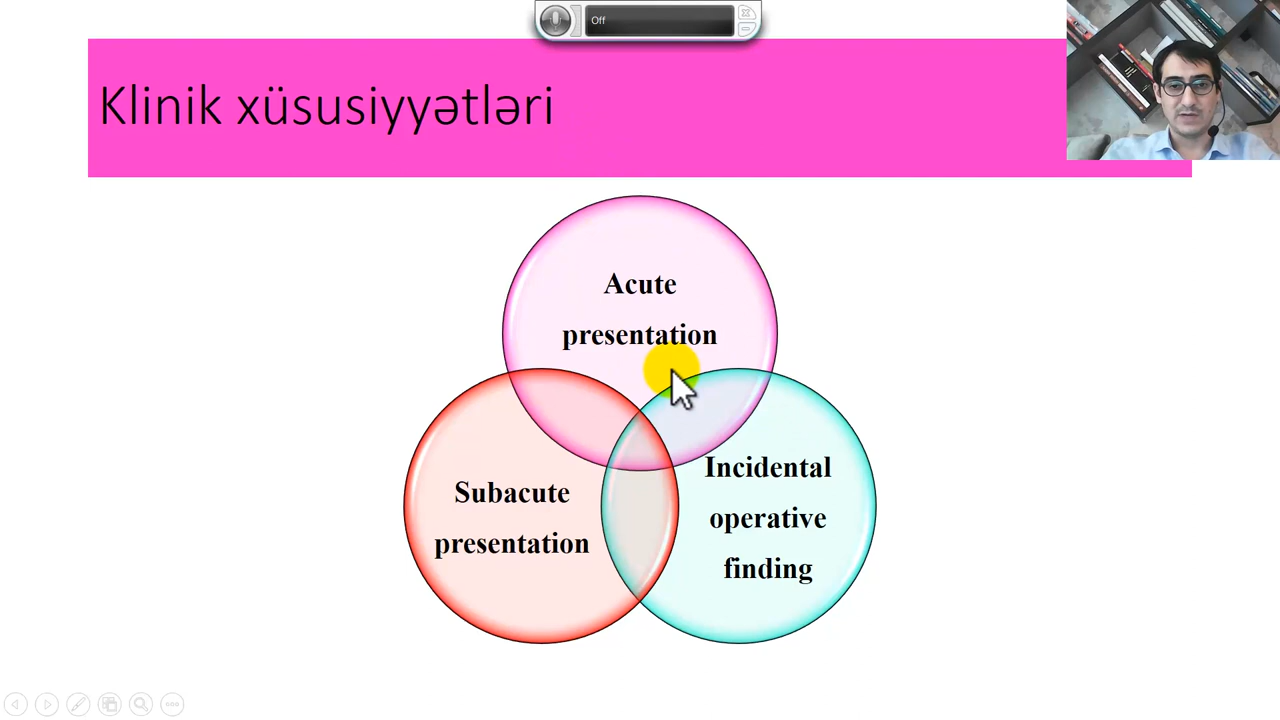 Off
Klinik xüsusiyyətləri
Acute
presentation
Subacute
presentation
Incidental
operative
finding